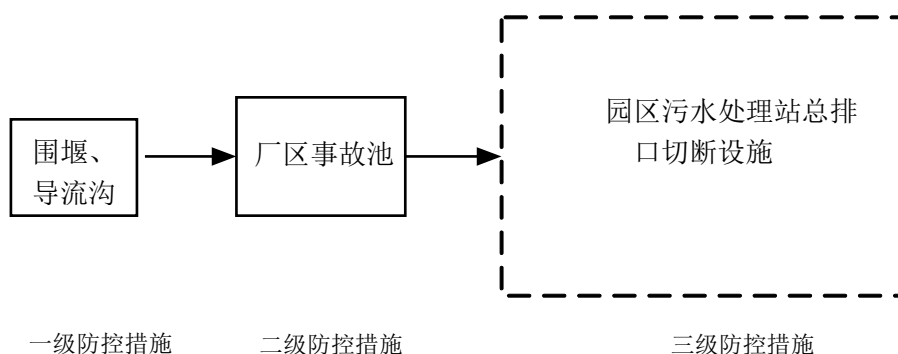 围堰、
导流沟
厂区事故池
园区污水处理站总排
口切断设施
一级防控措施
二级防控措施
三级防控措施